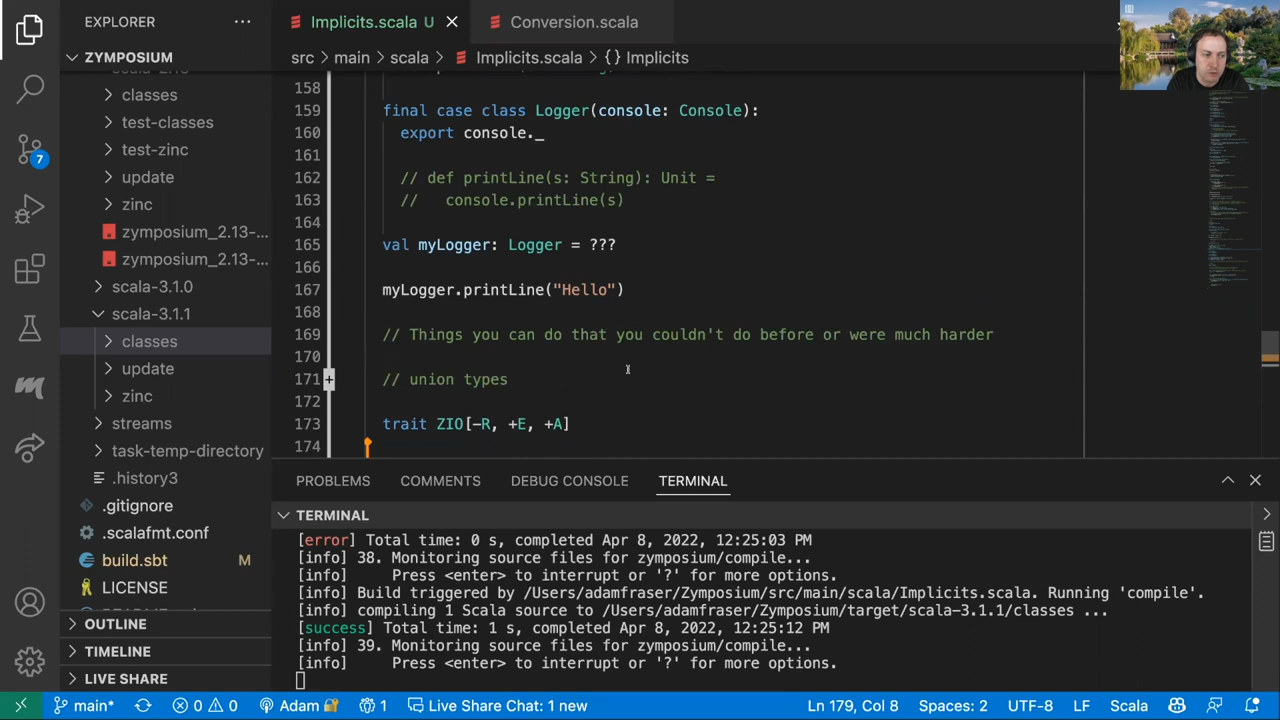 EXPLORER
Implicits.scala U
Conversion.scala
ZYMPOSIUM
src > main > scala > Implicits.scala > {} Implicits
classes
test-classes
test-zinc
update
zinc
zymposium_2.13-...
zymposium_2.13-...
scala-3.1.0
scala-3.1.1
classes
update
zinc
streams
task-temp-directory
.history3
.gitignore
.scalafmt.conf
build.sbt M
LICENSE
OUTLINE
TIMELINE
LIVE SHARE
7
158
159 final case class Logger(console: Console):
160 export console._
161
162 // def printLine(s: String): Unit =
163 // console.printLine(s)
164
165 val myLogger: Logger = ???
166
167 myLogger.printLine("Hello")
168
169 // Things you can do that you couldn't do before or were much harder
170
171 // union types
172
173 trait ZIO[-R, +E, +A]
174
PROBLEMS COMMENTS DEBUG CONSOLE TERMINAL
TERMINAL
[error] Total time: 0 s, completed Apr 8, 2022, 12:25:03 PM
[info] 38. Monitoring source files for zymposium/compile...
[info] Press <enter> to interrupt or '?' for more options.
[info] Build triggered by /Users/adamfraser/Zymposium/src/main/scala/Implicits.scala. Running 'compile'.
[info] compiling 1 Scala source to /Users/adamfraser/Zymposium/target/scala-3.1.1/classes ...
[success] Total time: 1 s, completed Apr 8, 2022, 12:25:12 PM
[info] 39. Monitoring source files for zymposium/compile...
[info] Press <enter> to interrupt or '?' for more options.
main* 0 0 Adam 1 Live Share Chat: 1 new Ln 179, Col 8 Spaces: 2 UTF-8 LF Scala